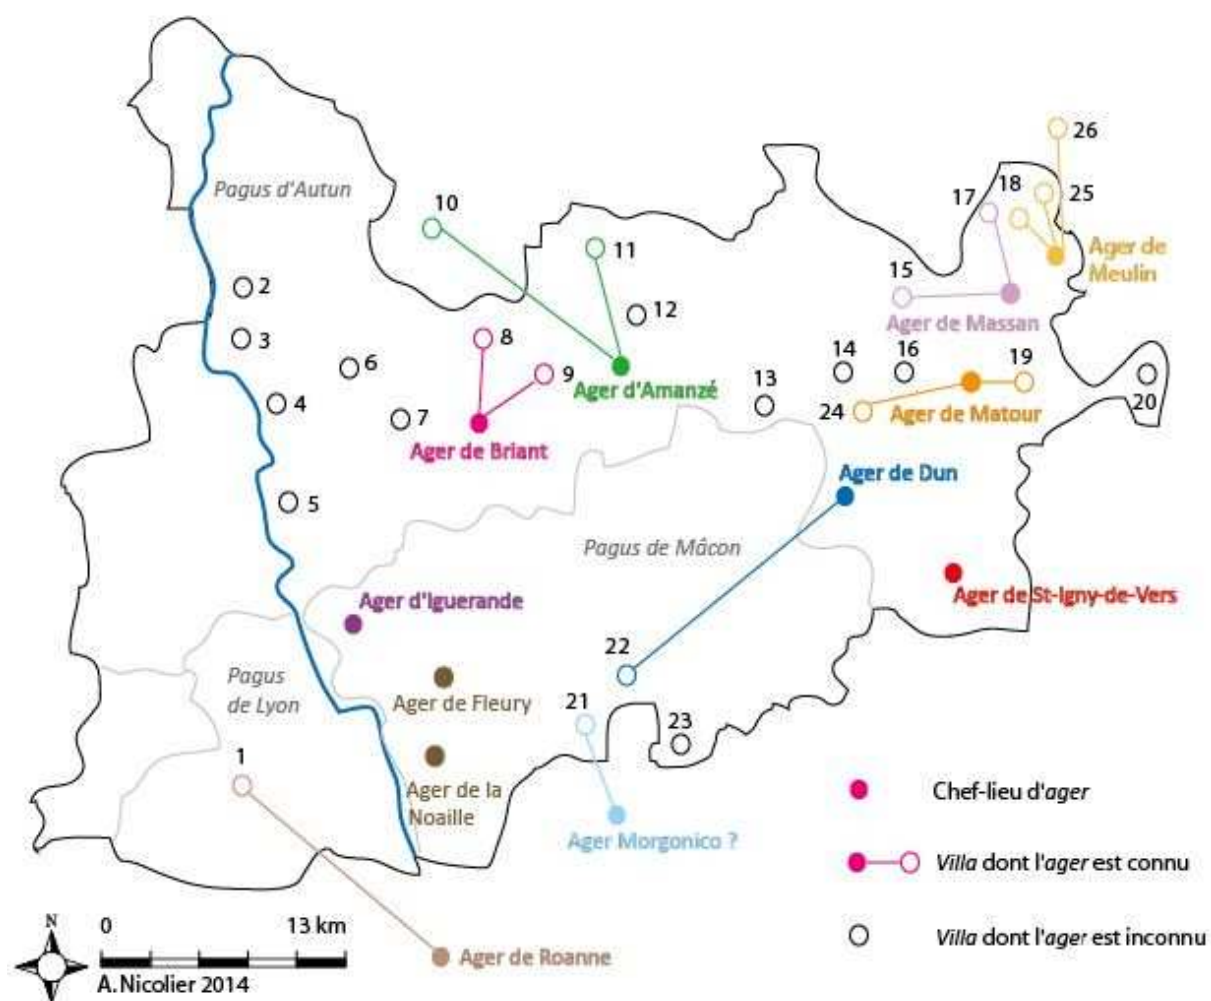 26
Pagus d'Autun
10
17
18
25
11
Ager de
Meulin
15
2
12
Ager de Massan
3
8
6
14
16
19
9
Ager d'Amanzé
13
4
7
24
Ager de Matour
20
Ager de Briant
Ager de Dun
5
Pagus de Mâcon
Ager d'Iguerande
Ager de St-Igny-de-Vers
22
Pagus
de Lyon
Ager de Fleury
21
23
1
Ager de la
Noaille
Chef-lieu d'ager
Ager Morgonico ?
Villa dont l'ager est connu
N
0 13 km
Villa dont l'ager est inconnu
Ager de Roanne
A. Nicolier 2014